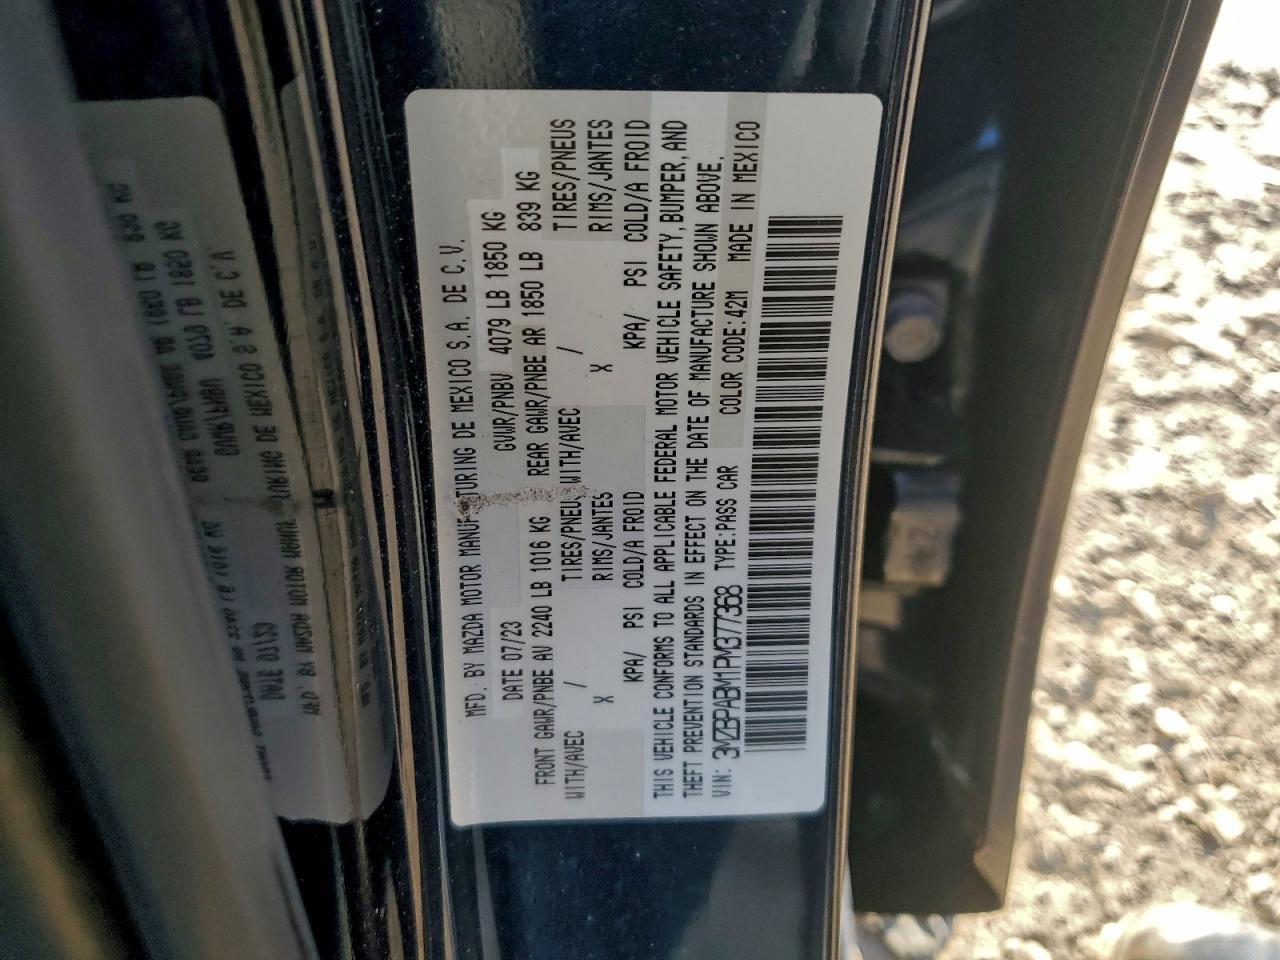 MFD. BY MAZDA MOTOR MANUFACTURING DE MEXICO S.A. DE C.V.
DATE 07/23 GVWR/PNBV 4079 LB 1850 KG
FRONT GAWR/PNBE AV 2240 LB 1016 KG REAR GAWR/PNBE AR 1850 LB 839 KG
WITH/AVEC / TIRES/PNEU WITH/AVEC / TIRES/PNEUS
X RIMS/JANTES X RIMS/JANTES
KPA/ PSI COLD/A FROID KPA/ PSI COLD/A FROID
THIS VEHICLE CONFORMS TO ALL APPLICABLE FEDERAL MOTOR VEHICLE SAFETY, BUMPER, AND
THEFT PREVENTION STANDARDS IN EFFECT ON THE DATE OF MANUFACTURE SHOWN ABOVE.
VIN: 3MZBPABM1PM377368 TYPE:PASS CAR COLOR CODE:42M MADE IN MEXICO